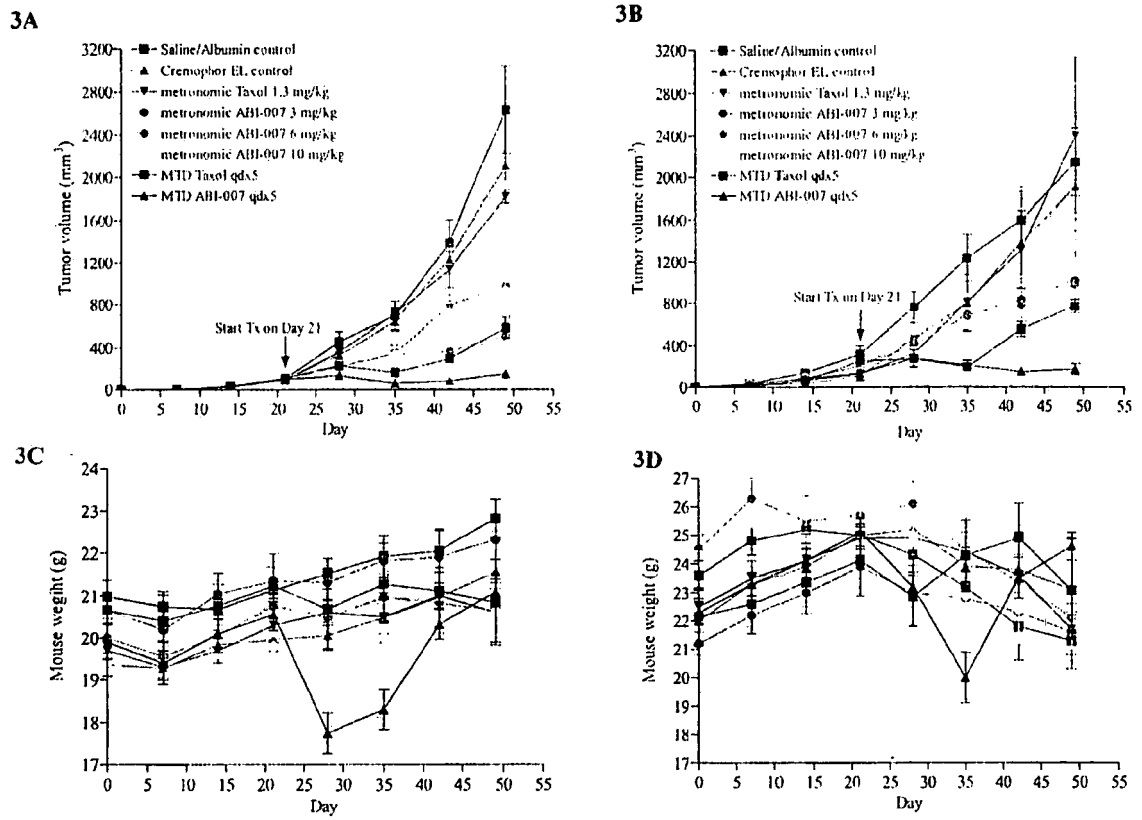 3A
3200
2800
2400
2000
1600
1200
800
400
0
Tumor volume (mm³)
Saline/Albumin control
Cremophor EL control
metronomic Taxol 1.3 mg/kg
metronomic ABI-007 3 mg/kg
metronomic ABI-007 6 mg/kg
metronomic ABI-007 10 mg/kg
MTD Taxol qdx5
MTD ABI-007 qdx5
Start Tx on Day 21
0 5 10 15 20 25 30 35 40 45 50 55
Day
3B
3200
2800
2400
2000
1600
1200
800
400
0
Tumor volume (mm³)
Saline/Albumin control
Cremophor EL control
metronomic Taxol 1.3 mg/kg
metronomic ABI-007 3 mg/kg
metronomic ABI-007 6 mg/kg
metronomic ABI-007 10 mg/kg
MTD Taxol qdx5
MTD ABI-007 qdx5
Start Tx on Day 21
0 5 10 15 20 25 30 35 40 45 50 55
Day
3C
24
23
22
21
20
19
18
17
Mouse wegiht (g)
0 5 10 15 20 25 30 35 40 45 50 55
Day
3D
27
26
25
24
23
22
21
20
19
18
17
Mouse weight (g)
0 5 10 15 20 25 30 35 40 45 50 55
Day